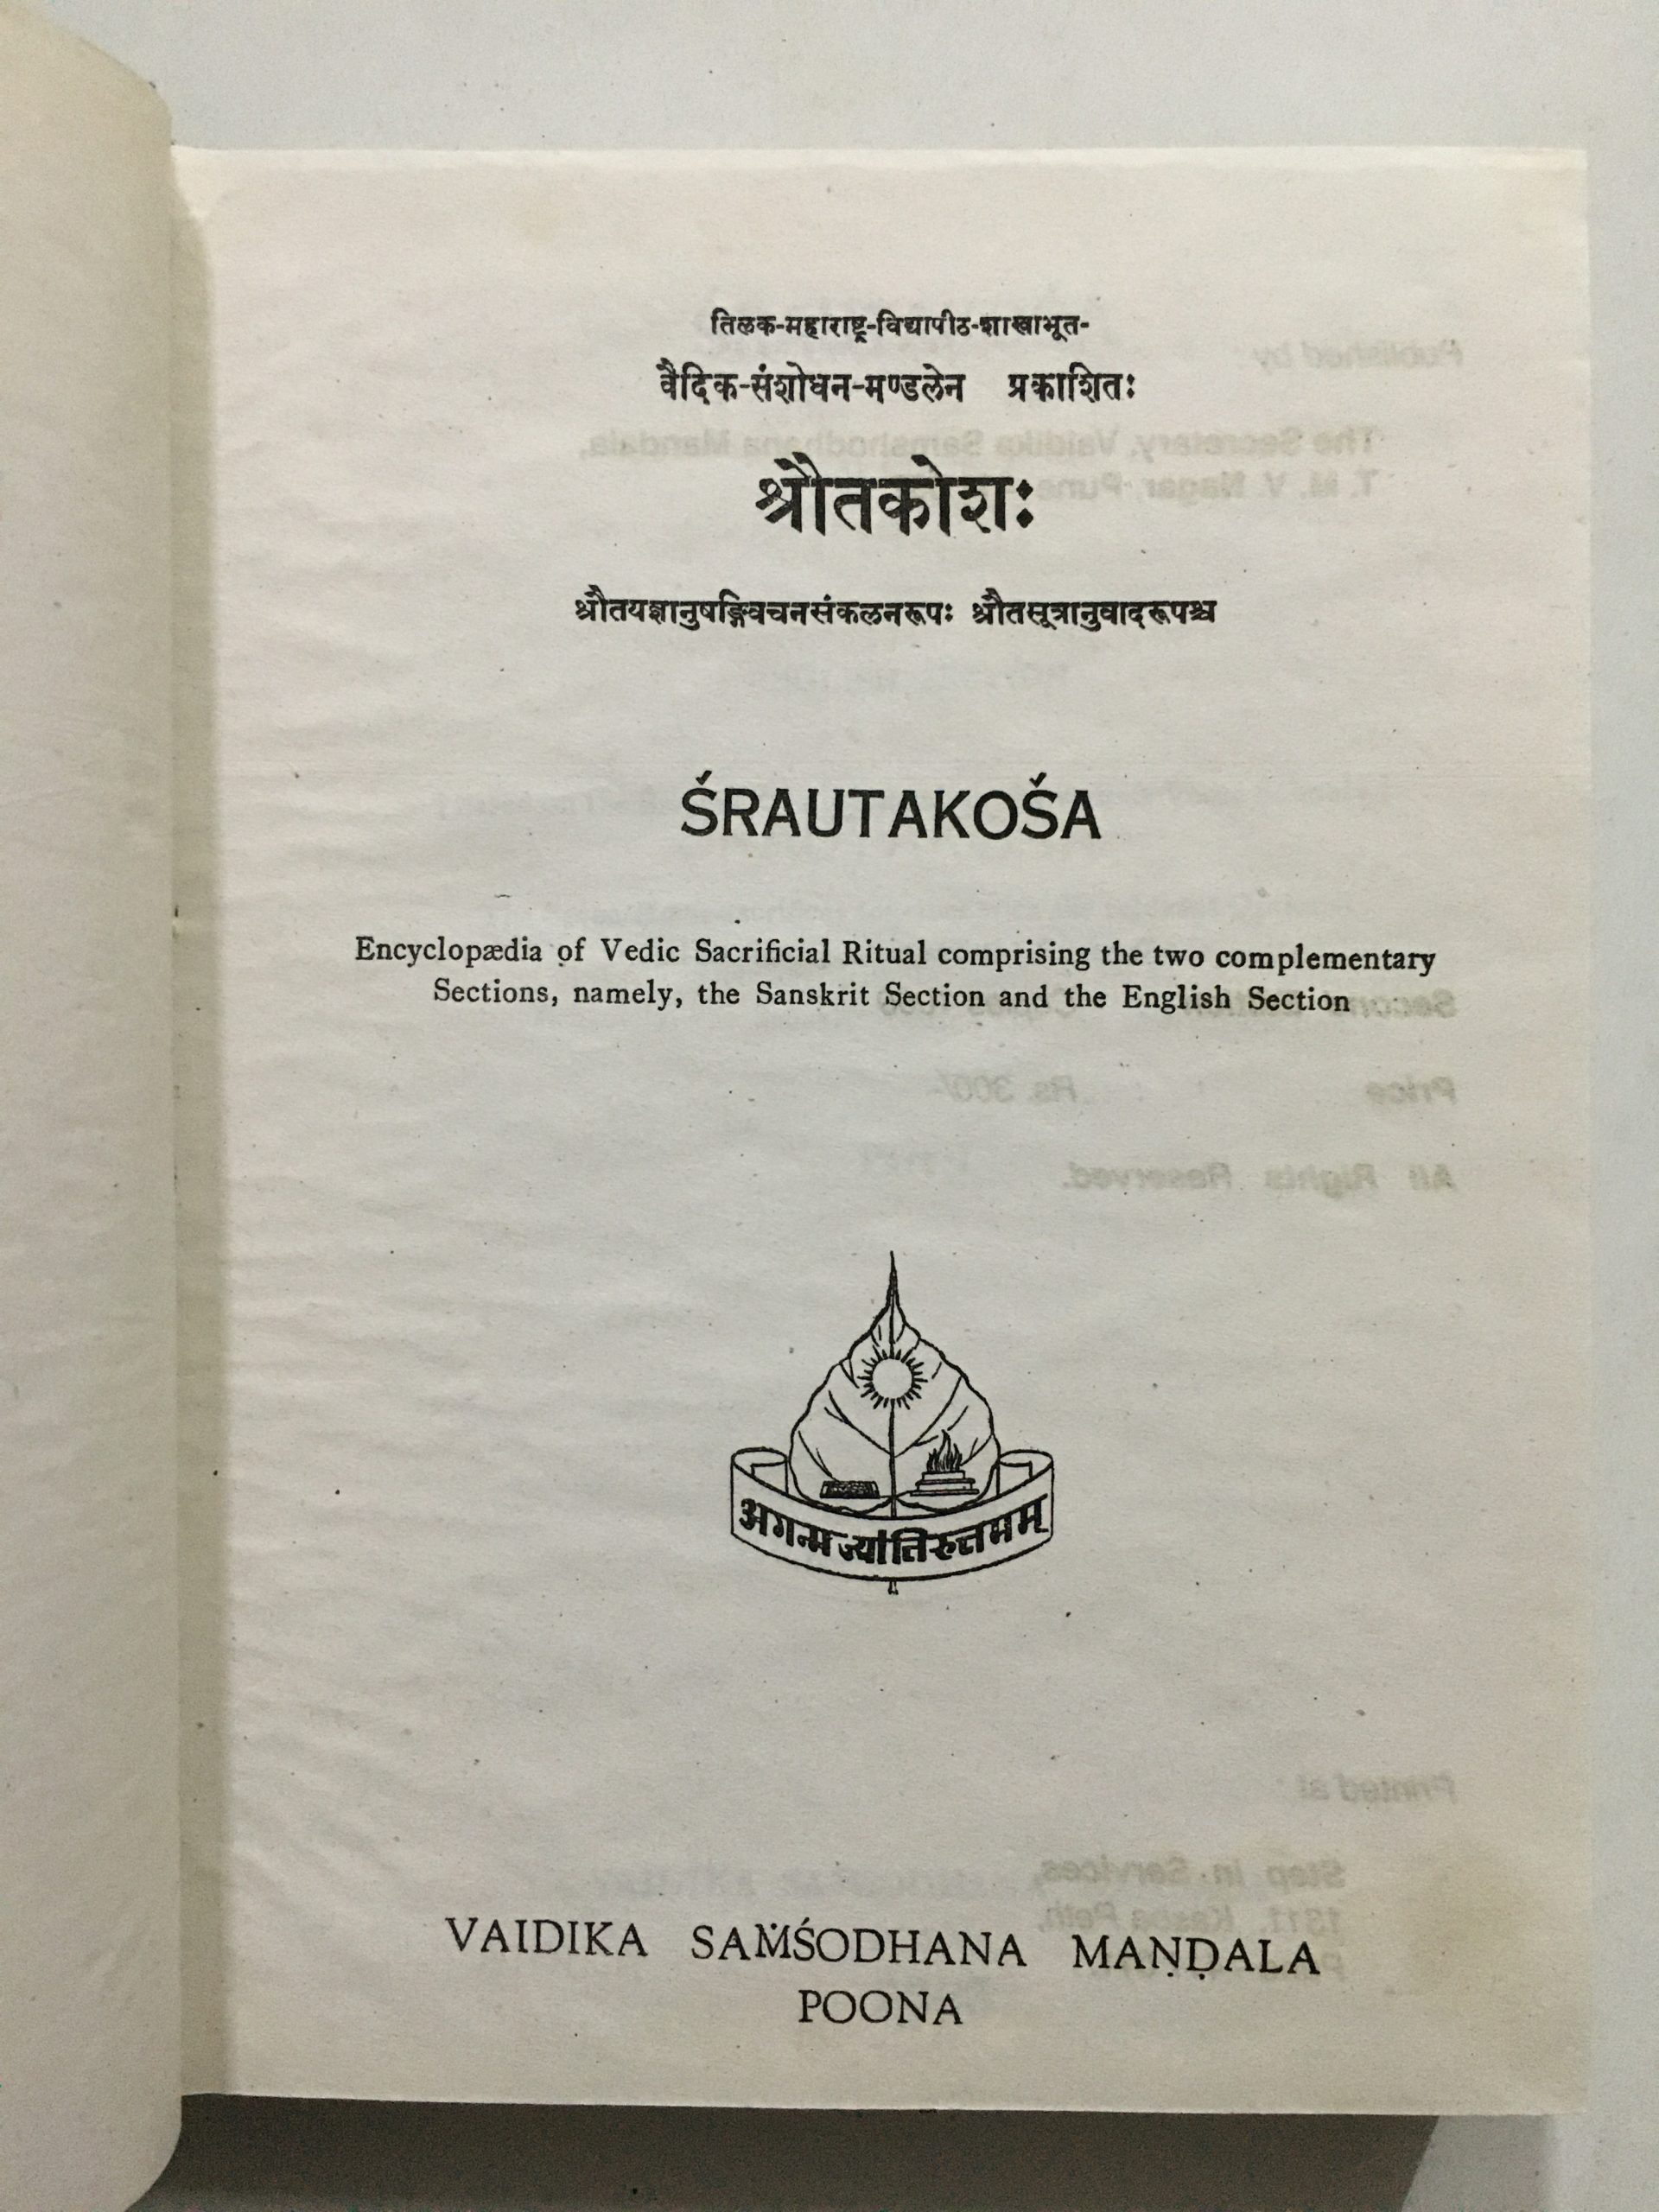 तिलक-महाराष्ट्र-विद्यापीठ-शाखाभूत-
वैदिक-संशोधन-मण्डलेन प्रकाशितः
श्रौतकोशः
श्रौतयज्ञानुषङ्गिवचनसंकलनरूपः श्रौतसूत्रानुवादरूपश्च
ŚRAUTAKOŚA
Encyclopædia of Vedic Sacrificial Ritual comprising the two complementary
Sections, namely, the Sanskrit Section and the English Section
अगन्मज्योतिरुत्तमम्
VAIDIKA SAṀŚODHANA MAṆḌALA
POONA